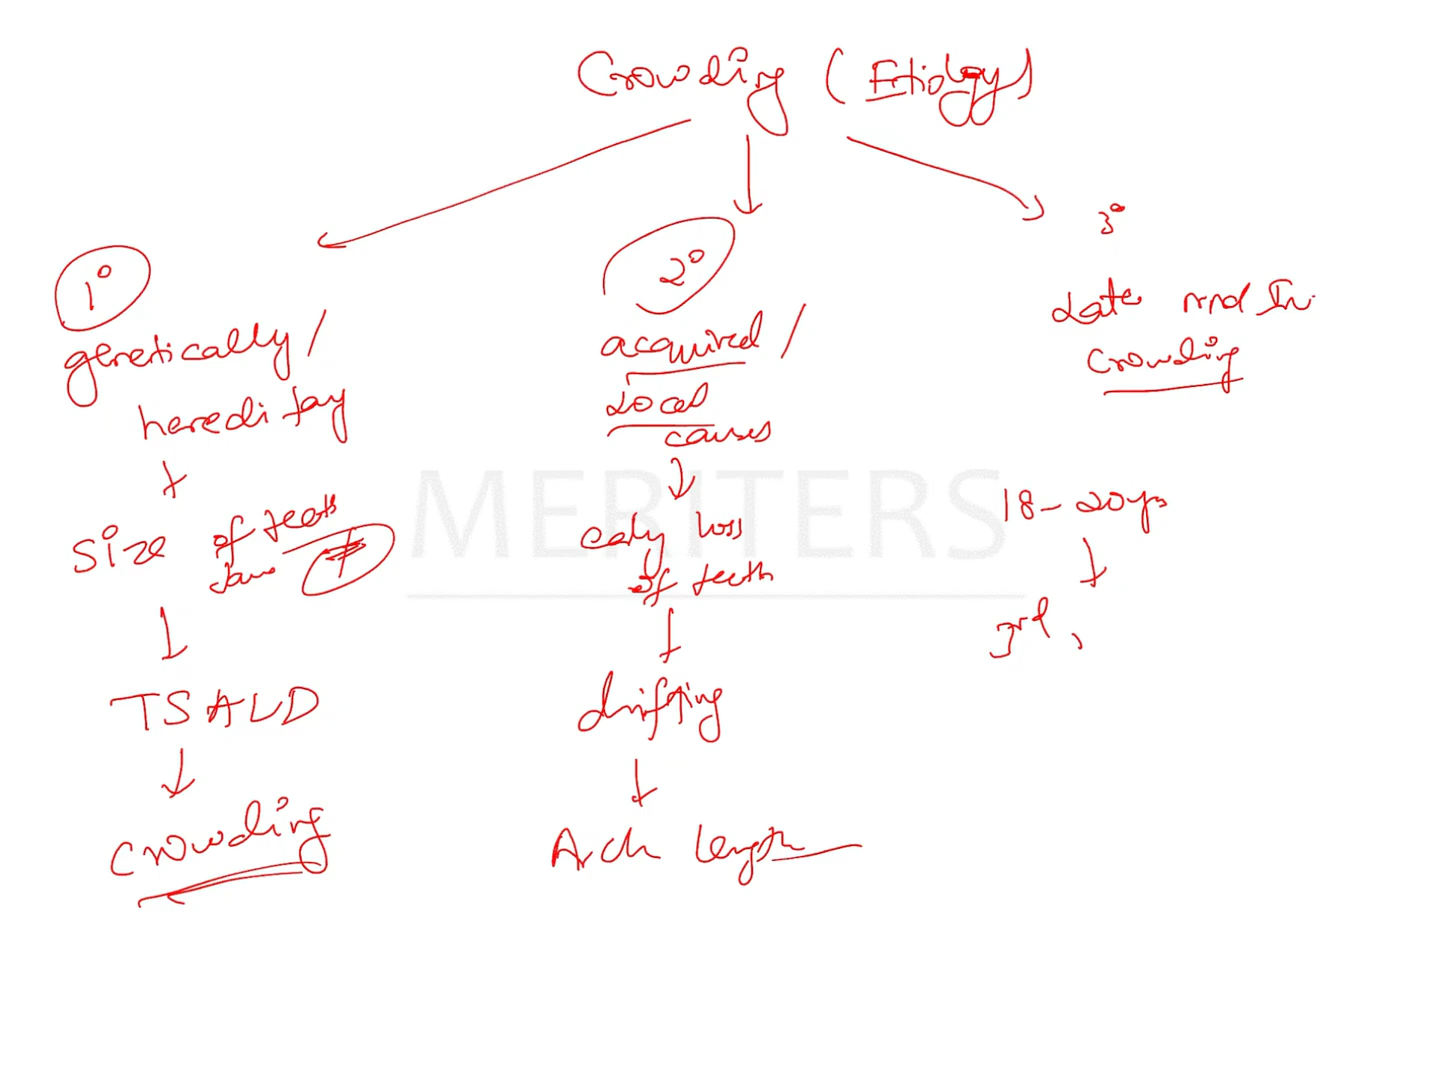 Crowding (Etiology)
1°
genetically/
hereditary
Size of teeth
Jaw ≠
TSALD
Crowding
2°
acquired/
Local
causes
early loss
of teeth
drifting
Arch length
3°
Late mnd In
Crowding
18-20yrs
3rd,
MERITERS